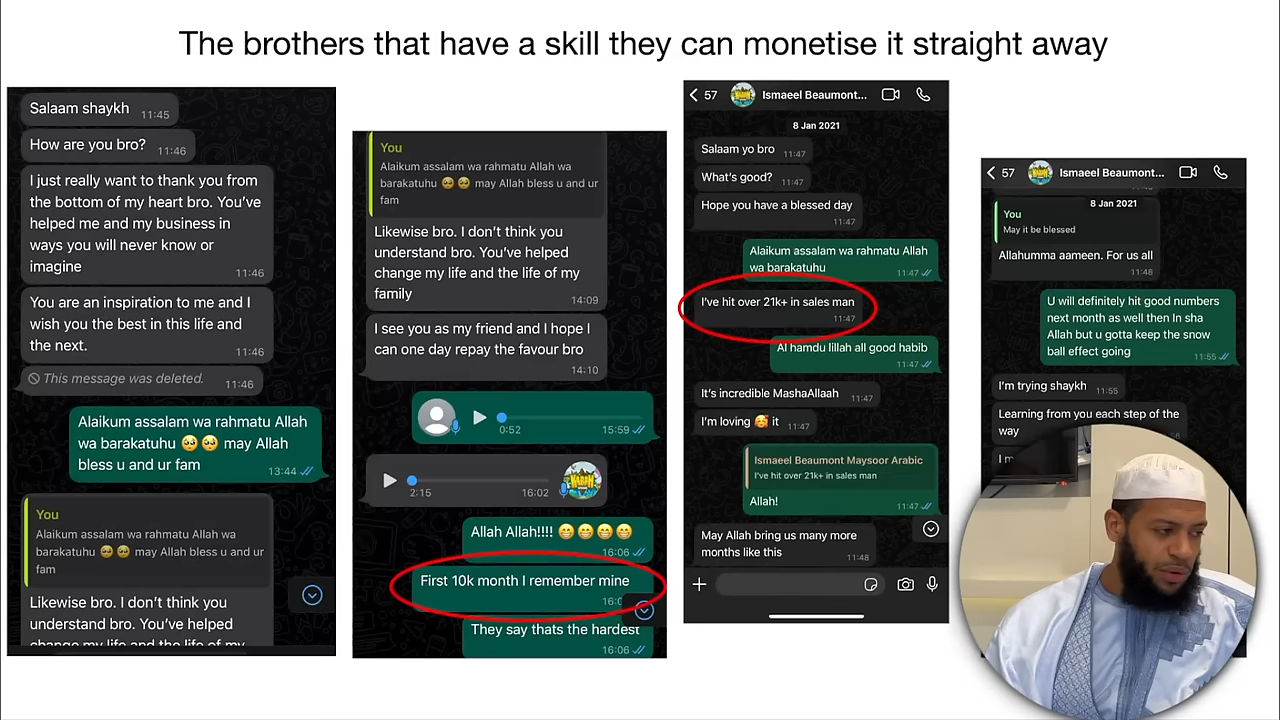 The brothers that have a skill they can monetise it straight away
Salaam shaykh 11:45
How are you bro? 11:46
I just really want to thank you from
the bottom of my heart bro. You've
helped me and my business in
ways you will never know or
imagine
11:46
You are an inspiration to me and I
wish you the best in this life and
the next.
11:46
This message was deleted. 11:46
Alaikum assalam wa rahmatu Allah
wa barakatuhu 🥺🥺 may Allah
bless u and ur fam
13:44
You
Alaikum assalam wa rahmatu Allah wa
barakatuhu 🥺🥺 may Allah bless u and ur
fam
Likewise bro. I don't think you
understand bro. You've helped
change my life and the life of my
You
Alaikum assalam wa rahmatu Allah wa
barakatuhu 🥺🥺 may Allah bless u and ur
fam
Likewise bro. I don't think you
understand bro. You've helped
change my life and the life of my
family
14:09
I see you as my friend and I hope I
can one day repay the favour bro
14:10
0:52 15:59
2:15 16:02
Allah Allah!!!! 😁😁😁😁
16:06
First 10k month I remember mine
They say thats the hardest
16:06
57 Ismaeel Beaumont...
8 Jan 2021
Salaam yo bro 11:47
What's good? 11:47
Hope you have a blessed day
11:47
Alaikum assalam wa rahmatu Allah
wa barakatuhu 11:47
I've hit over 21k+ in sales man
11:47
Al hamdu lillah all good habib
11:47
It's incredible MashaAllaah 11:47
I'm loving 🥰 it 11:47
Ismaeel Beaumont Maysoor Arabic
I've hit over 21k+ in sales man
Allah! 11:47
May Allah bring us many more
months like this 11:48
57 Ismaeel Beaumont...
8 Jan 2021
You
May it be blessed
Allahumma aameen. For us all
11:48
U will definitely hit good numbers
next month as well then In sha
Allah but u gotta keep the snow
ball effect going
11:55
I'm trying shaykh 11:55
Learning from you each step of the
way